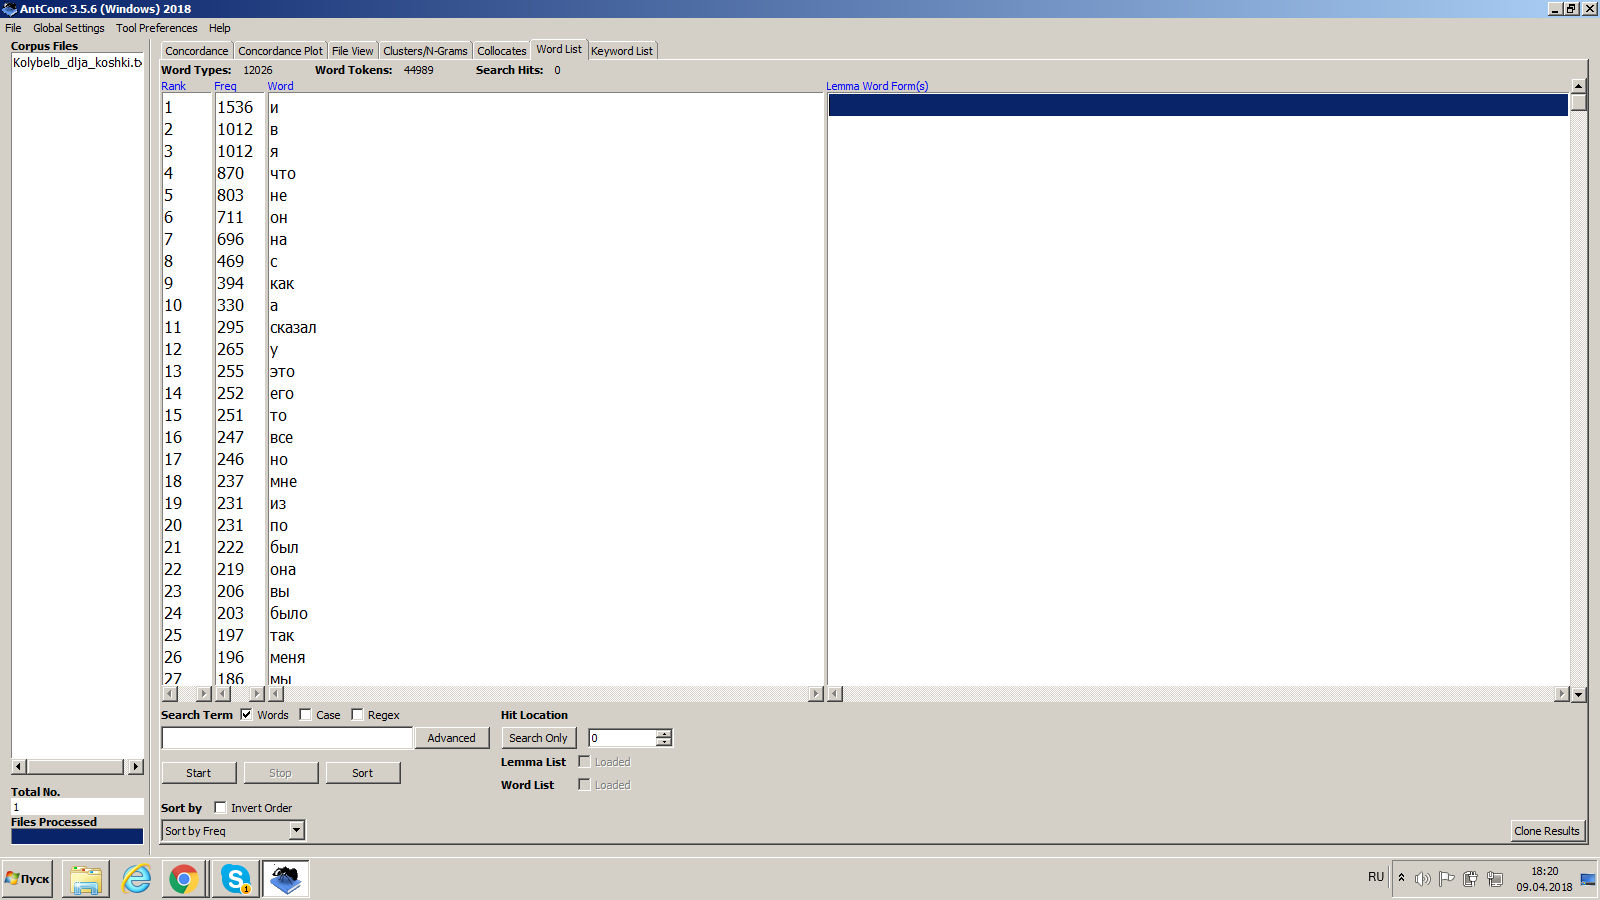 AntConc 3.5.6 (Windows) 2018
File Global Settings Tool Preferences Help
Corpus Files
Kolybelb_dlja_koshki.tx
Concordance Concordance Plot File View Clusters/N-Grams Collocates Word List Keyword List
Word Types: 12026 Word Tokens: 44989 Search Hits: 0
Rank Freq Word Lemma Word Form(s)
1 1536 и
2 1012 в
3 1012 я
4 870 что
5 803 не
6 711 он
7 696 на
8 469 с
9 394 как
10 330 а
11 295 сказал
12 265 у
13 255 это
14 252 его
15 251 то
16 247 все
17 246 но
18 237 мне
19 231 из
20 231 по
21 222 был
22 219 она
23 206 вы
24 203 было
25 197 так
26 196 меня
27 186 мы
Search Term Words Case Regex Hit Location
Advanced Search Only 0
Lemma List Loaded
Start Stop Sort
Word List Loaded
Total No.
1
Sort by Invert Order
Files Processed
Sort by Freq Clone Results
Пуск 1 RU 18:20
09.04.2018